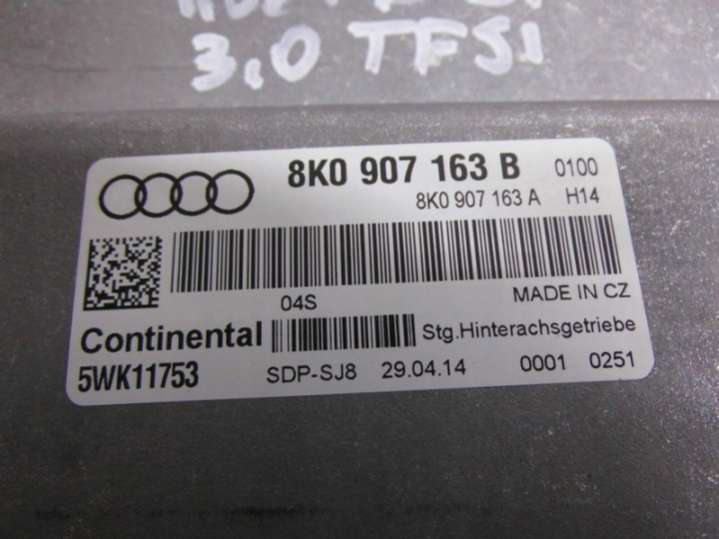 3.0 TFSI
8K0 907 163 B 0100
8K0 907 163 A H14
04S MADE IN CZ
Continental Stg.Hinterachsgetriebe
5WK11753 SDP-SJ8 29.04.14 0001 0251